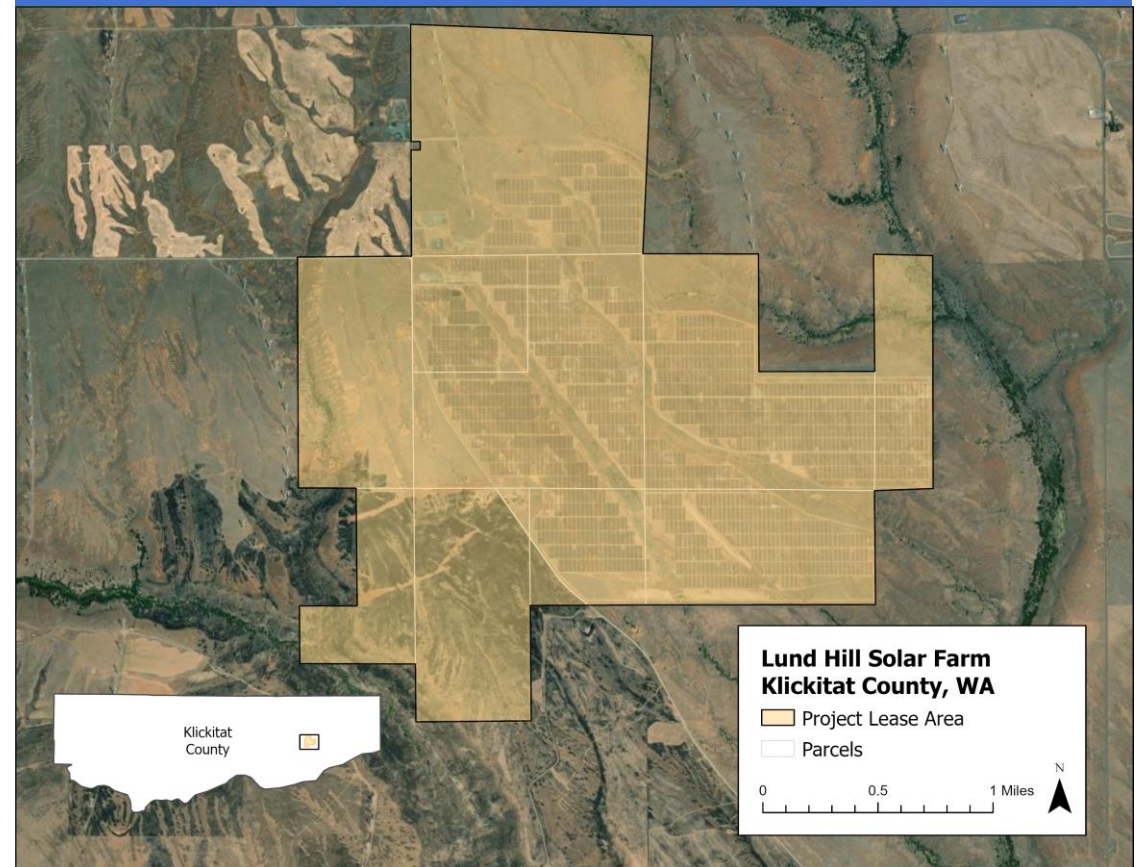 Klickitat
County
Lund Hill Solar Farm
Klickitat County, WA
Project Lease Area
Parcels
0 0.5 1 Miles
N